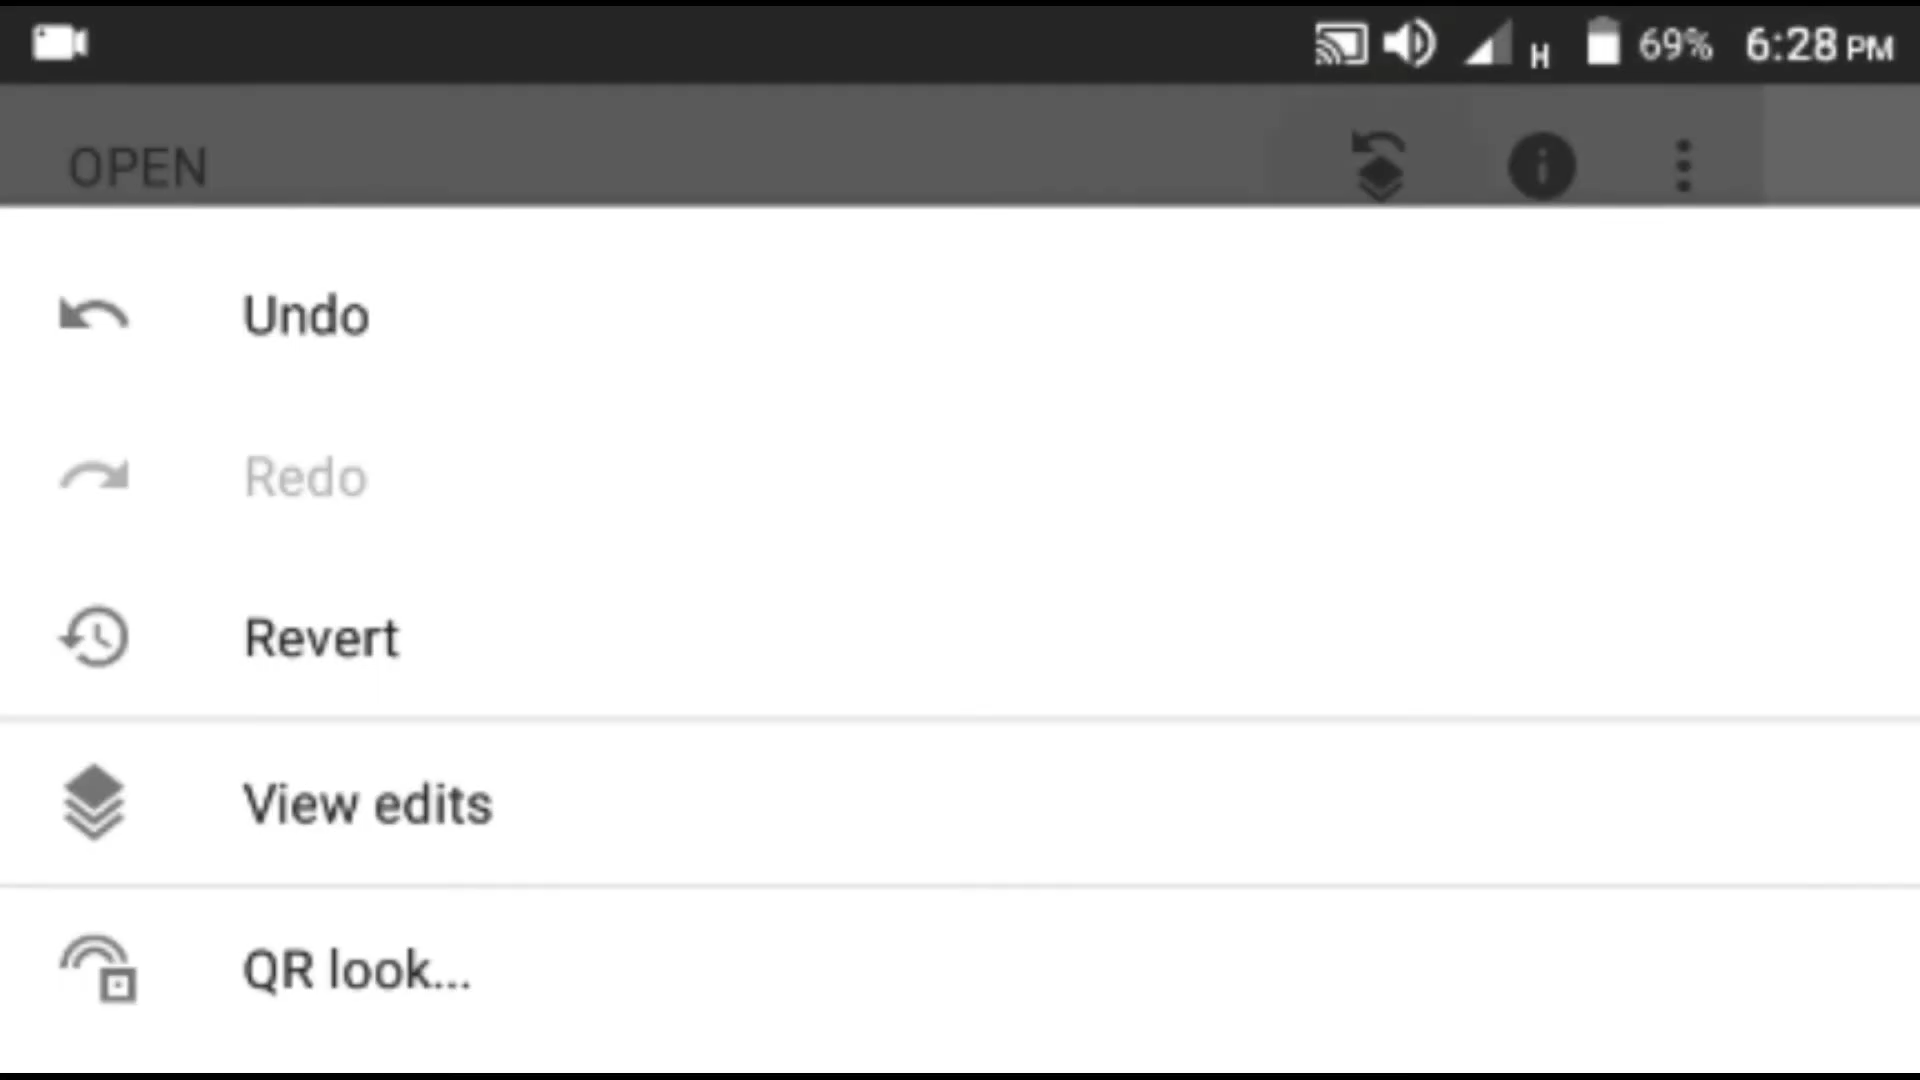 H 69% 6:28 PM
OPEN
Undo
Redo
Revert
View edits
QR look...